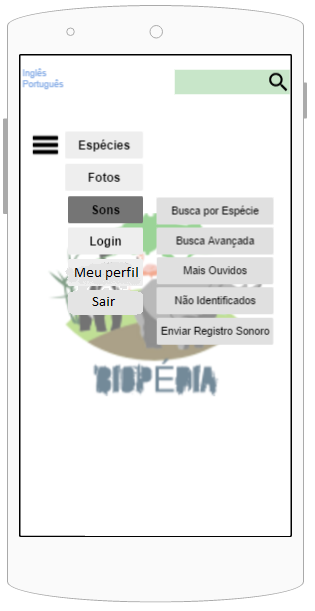 Inglês
Português
Espécies
Fotos
Sons
Login
Meu perfil
Sair
Busca por Espécie
Busca Avançada
Mais Ouvidos
Não Identificados
Enviar Registro Sonoro
BIOPÉDIA